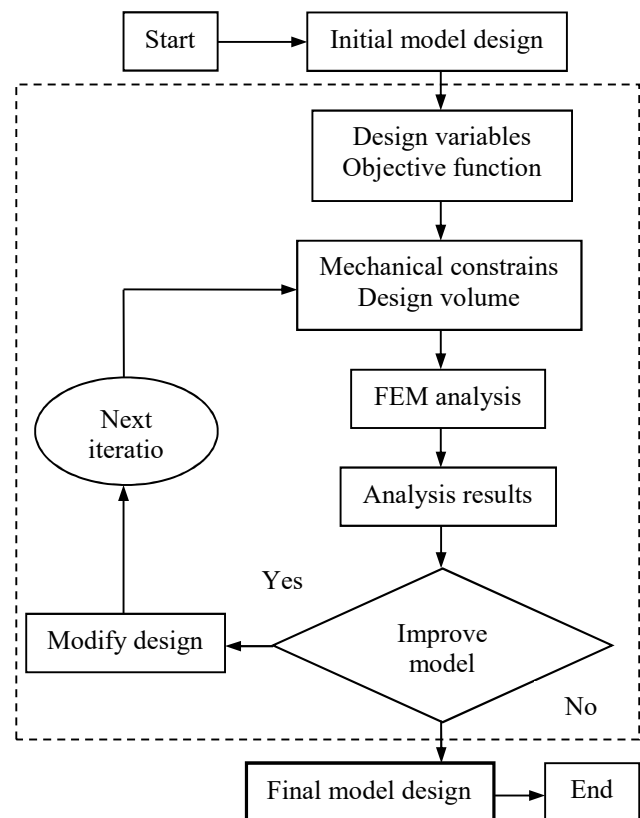 Start
Initial model design
Design variables
Objective function
Mechanical constrains
Design volume
FEM analysis
Next
iteratio
Analysis results
Yes
Modify design
Improve
model
No
Final model design
End